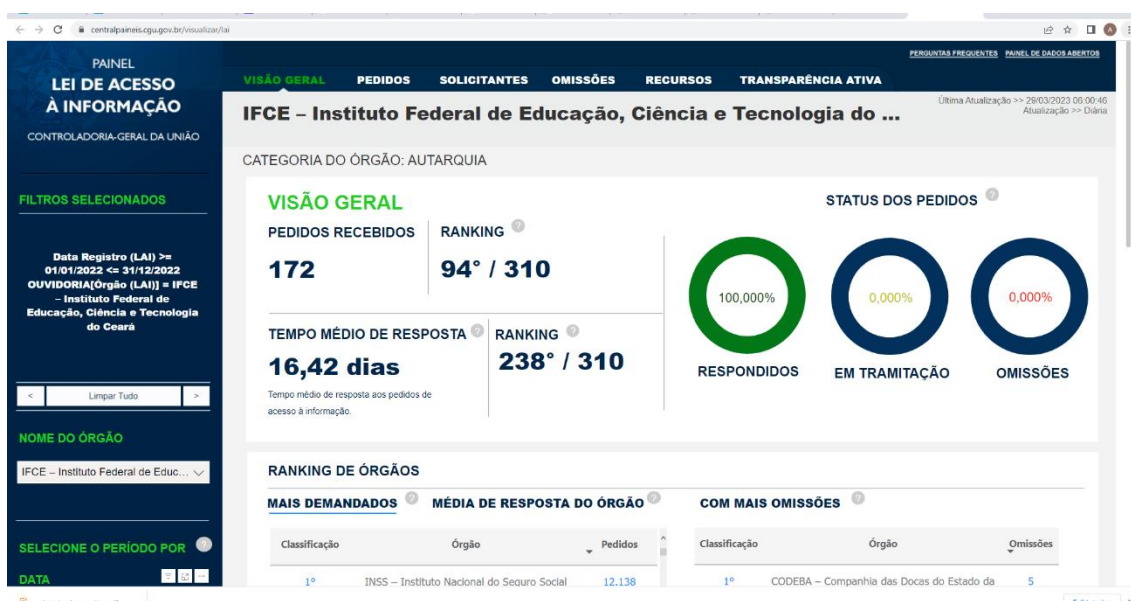 centralpaineis.cgu.gov.br/visualizar/lai
PERGUNTAS FREQUENTES PAINEL DE DADOS ABERTOS
PAINEL
LEI DE ACESSO
À INFORMAÇÃO
CONTROLADORIA-GERAL DA UNIÃO
VISÃO GERAL PEDIDOS SOLICITANTES OMISSÕES RECURSOS TRANSPARÊNCIA ATIVA
IFCE – Instituto Federal de Educação, Ciência e Tecnologia do ...
Última Atualização >> 29/03/2023 06:00:46
Atualização >> Diária
CATEGORIA DO ÓRGÃO: AUTARQUIA
FILTROS SELECIONADOS
Data Registro (LAI) >=
01/01/2022 <= 31/12/2022
OUVIDORIA[Órgão (LAI)] = IFCE
– Instituto Federal de
Educação, Ciência e Tecnologia
do Ceará
< Limpar Tudo >
NOME DO ÓRGÃO
IFCE – Instituto Federal de Educ...
SELECIONE O PERÍODO POR ?
DATA
VISÃO GERAL
PEDIDOS RECEBIDOS
172
RANKING ?
94° / 310
TEMPO MÉDIO DE RESPOSTA ?
16,42 dias
Tempo médio de resposta aos pedidos de
acesso à informação.
RANKING ?
238° / 310
STATUS DOS PEDIDOS ?
100,000% 0,000% 0,000%
RESPONDIDOS EM TRAMITAÇÃO OMISSÕES
RANKING DE ÓRGÃOS
MAIS DEMANDADOS ? MÉDIA DE RESPOSTA DO ÓRGÃO ? COM MAIS OMISSÕES ?
Classificação Órgão Pedidos
1º INSS – Instituto Nacional do Seguro Social 12.138
Classificação Órgão Omissões
1º CODEBA – Companhia das Docas do Estado da 5